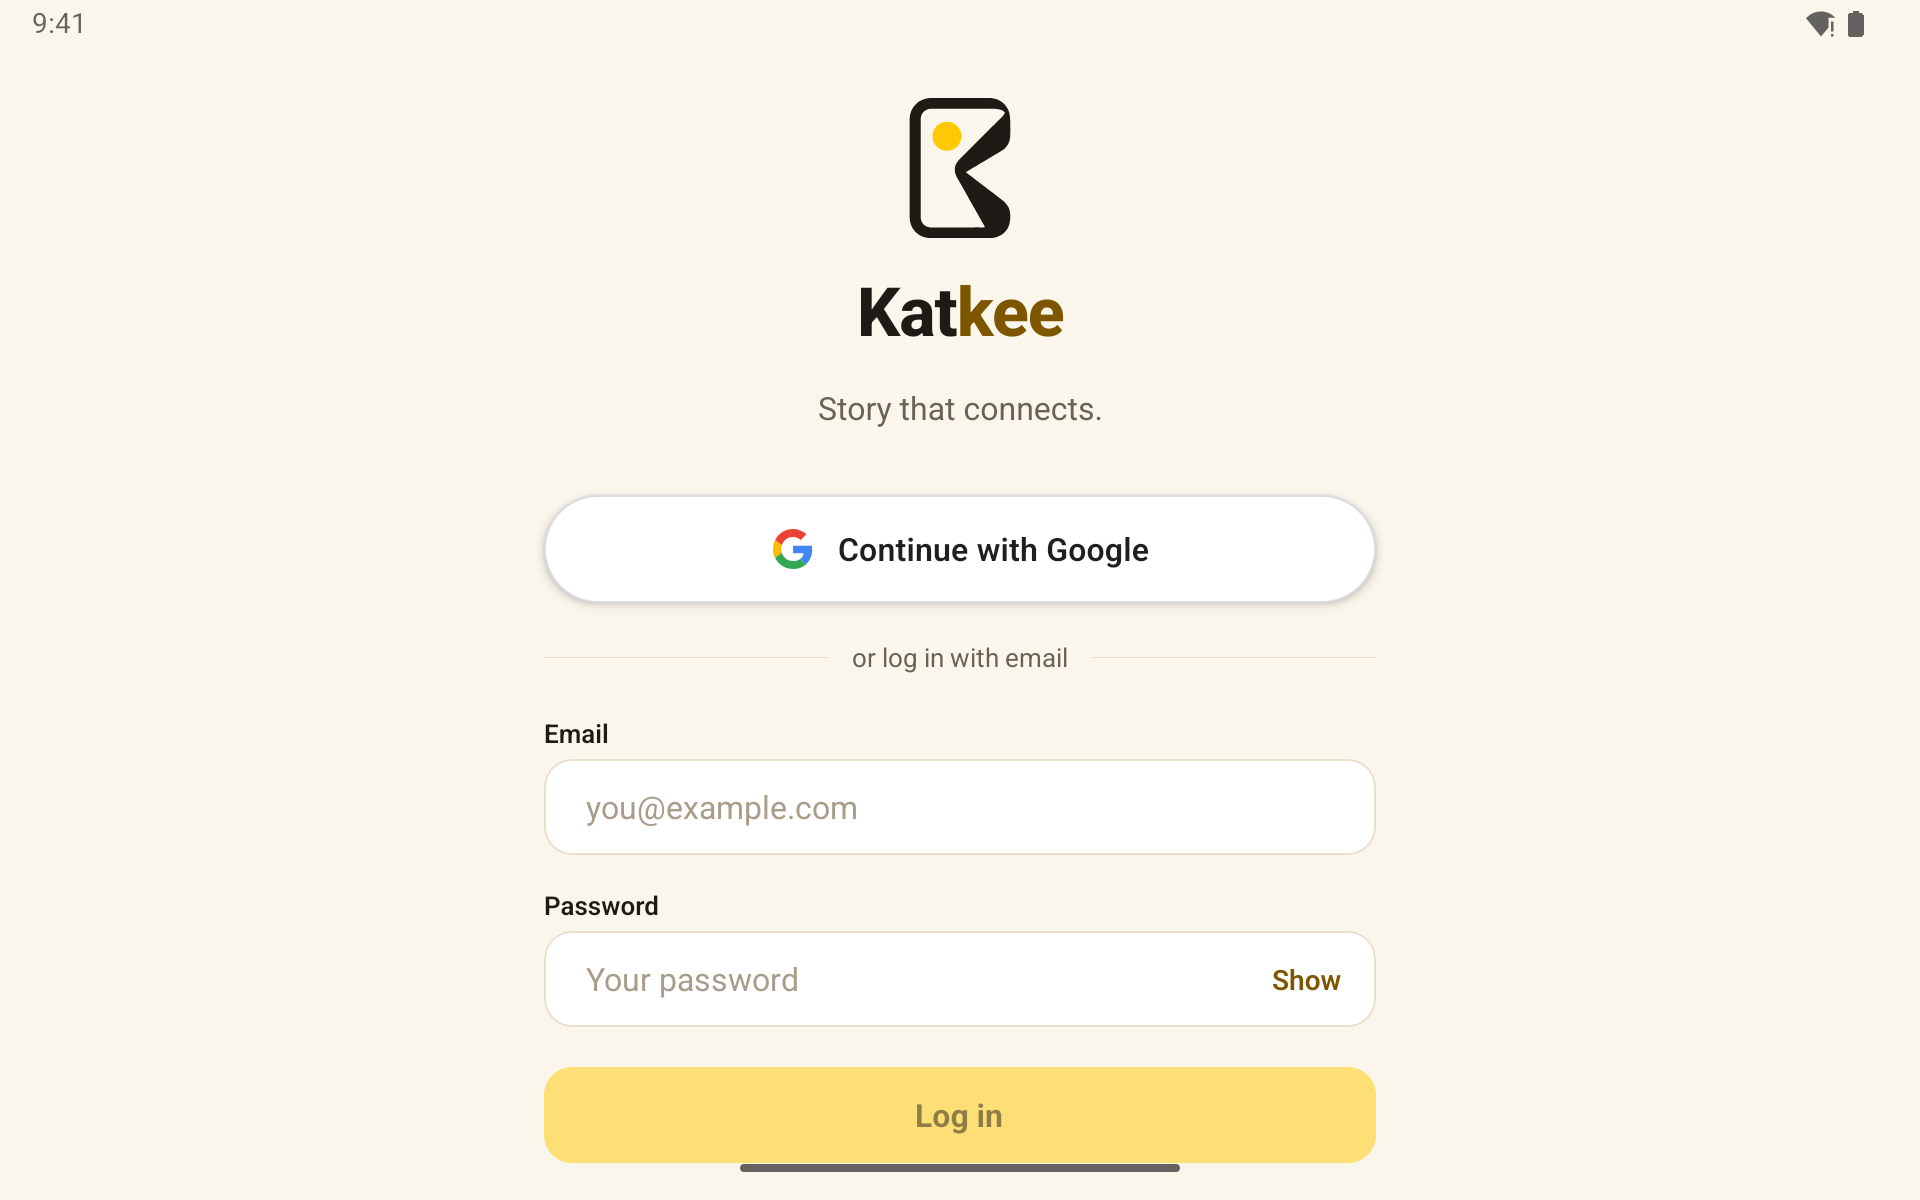 9:41
Katkee
Story that connects.
Continue with Google
or log in with email
Email
you@example.com
Password
Your password
Show
Log in